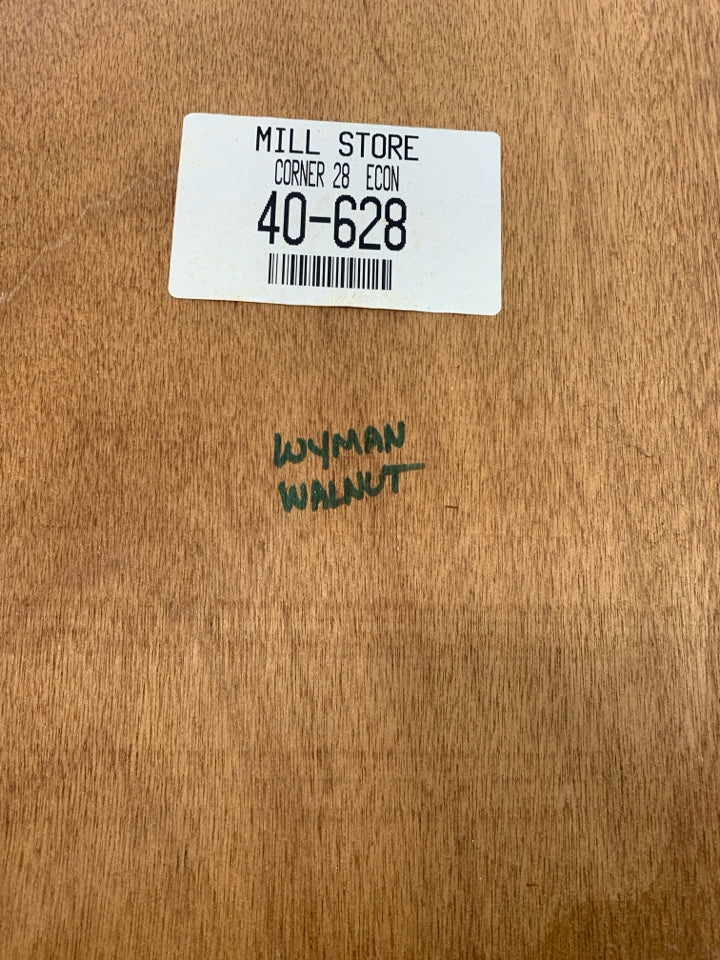 MILL STORE
CORNER 28 ECON
40-628
WYMAN
WALNUT